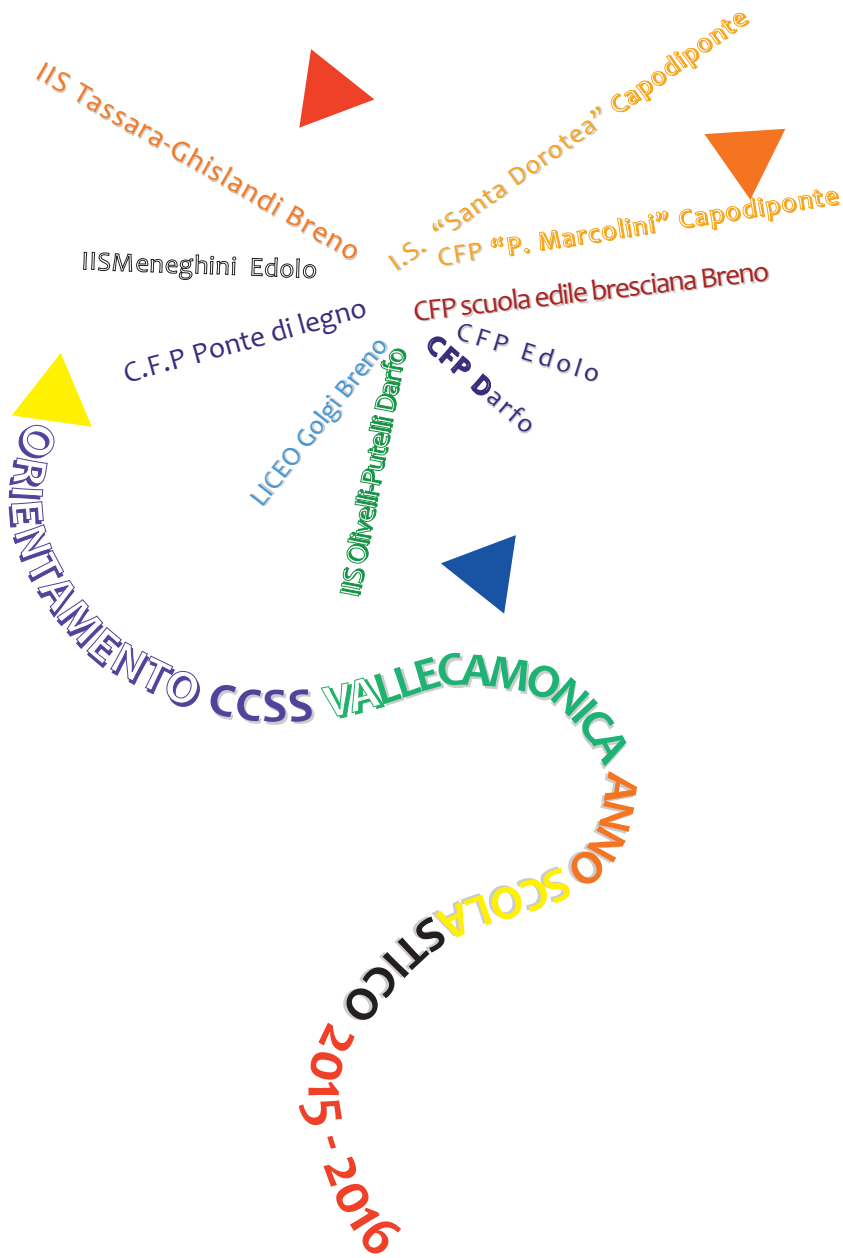 IIS Tassara-Ghislandi Breno
I.S. “Santa Dorotea” Capodiponte
CFP “P. Marcolini” Capodiponte
IISMeneghini Edolo
CFP scuola edile bresciana Breno
C.F.P Ponte di legno
CFP Edolo
CFP Darfo
LICEO Golgi Breno
IIS Olivelli-Putelli Darfo
ORIENTAMENTO CCSS VALLECAMONICA ANNO SCOLASTICO 2015 - 2016